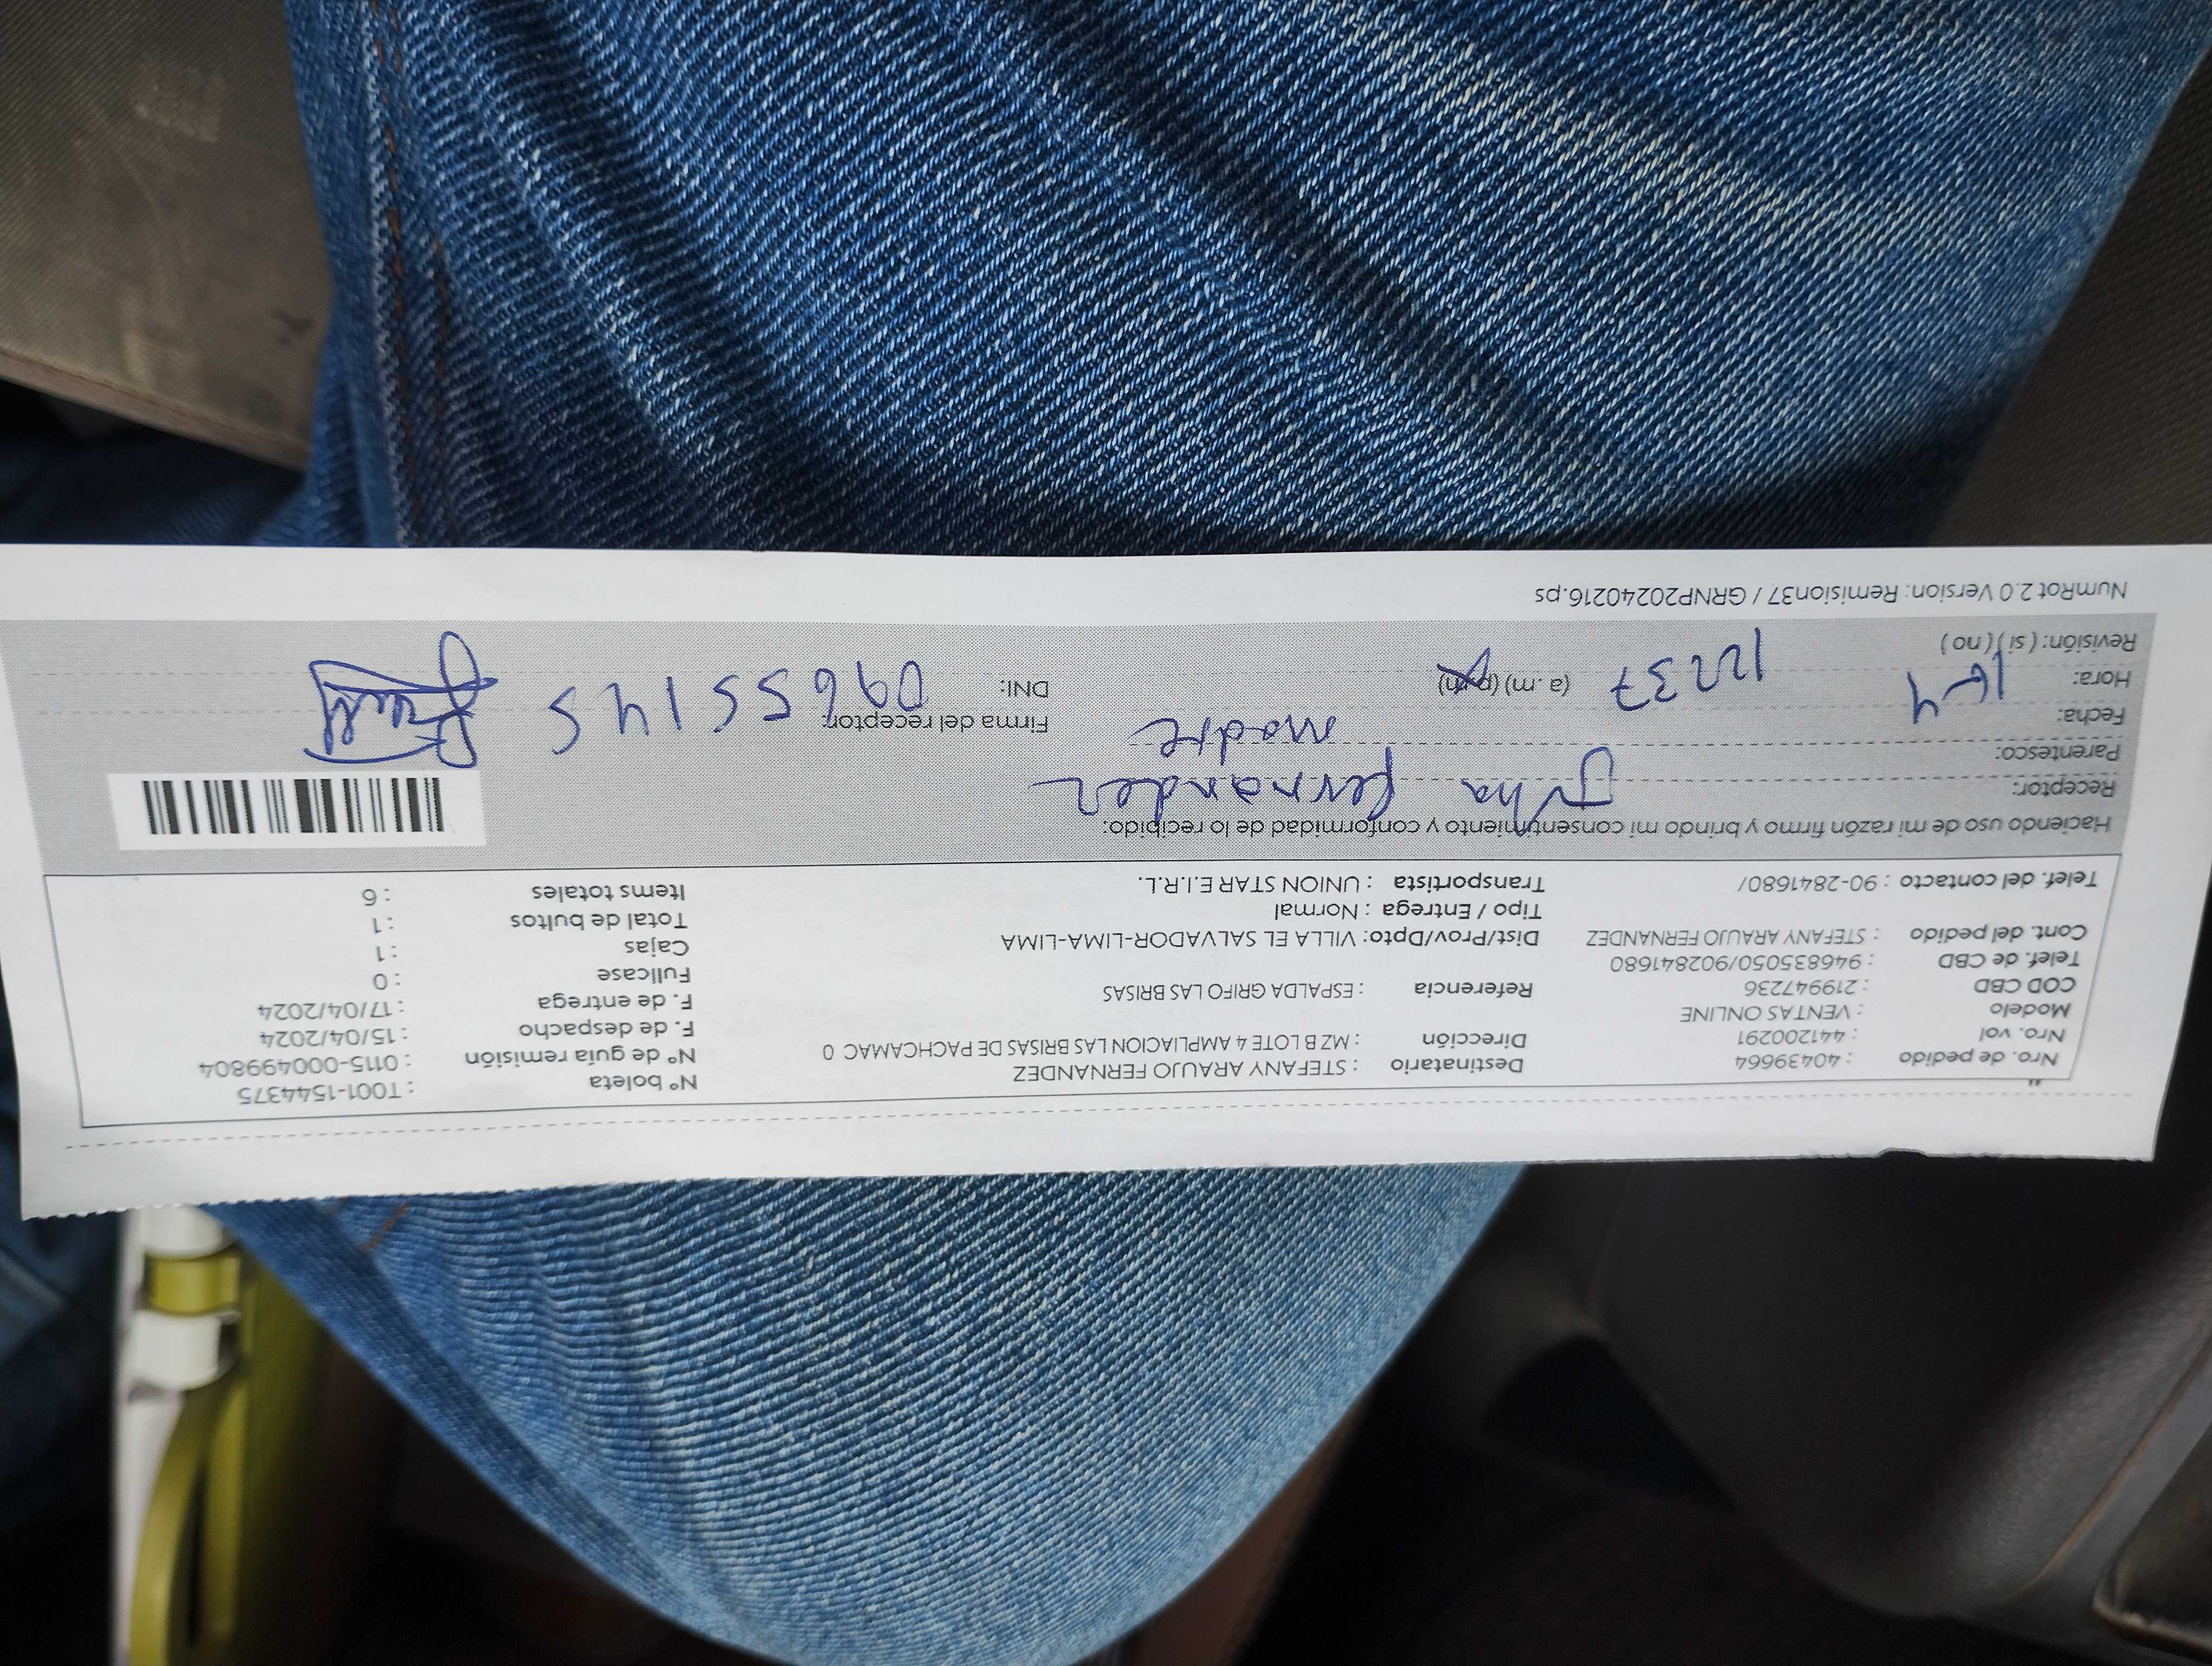 Nro. de pedido : 40439664 Destinatario : STEFANY ARAUJO FERNANDEZ N° boleta : T001-1544375
Nro. vol : 441200291 Dirección : MZ B LOTE 4 AMPLIACION LAS BRISAS DE PACHCAMAC 0 N° de guía remisión : 0115-000499804
Modelo : VENTAS ONLINE F. de despacho : 15/04/2024
COD CBD : 219947236 Referencia : ESPALDA GRIFO LAS BRISAS F. de entrega : 17/04/2024
Telef. de CBD : 946835050/902841680 Fullcase : 0
Cont. del pedido : STEFANY ARAUJO FERNANDEZ Dist/Prov/Dpto: VILLA EL SALVADOR-LIMA-LIMA Cajas : 1
Tipo / Entrega : Normal Total de bultos : 1
Telef. del contacto : 90-2841680/ Transportista : UNION STAR E.I.R.L. Items totales : 6
Haciendo uso de mi razón firmo y brindo mi consentimiento y conformidad de lo recibido:
Receptor: Julia fernandez
Parentesco: madre
Fecha: 16-4 Firma del receptor:
Hora: 12 37 (a.m) (p.m) DNI: 09655145
Revisión: ( si ) ( no )
NumRot 2.0 Version: Remision37 / GRNP20240216.ps